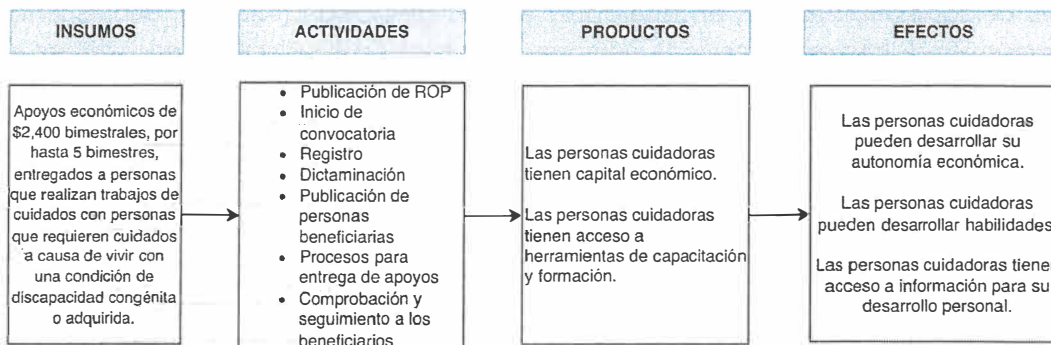 INSUMOS
Apoyos económicos de
$2,400 bimestrales, por
hasta 5 bimestres,
entregados a personas
que realizan trabajos de
cuidados con personas
que requieren cuidados
a causa de vivir con
una condición de
discapacidad congénita
o adquirida.
ACTIVIDADES
• Publicación de ROP
• Inicio de
convocatoria
• Registro
• Dictaminación
• Publicación de
personas
beneficiarias
• Procesos para
entrega de apoyos
• Comprobación y
seguimiento a los
beneficiarios
PRODUCTOS
Las personas cuidadoras
tienen capital económico.
Las personas cuidadoras
tienen acceso a
herramientas de capacitación
y formación.
EFECTOS
Las personas cuidadoras
pueden desarrollar su
autonomía económica.
Las personas cuidadoras
pueden desarrollar habilidades
Las personas cuidadoras tienen
acceso a información para su
desarrollo personal.